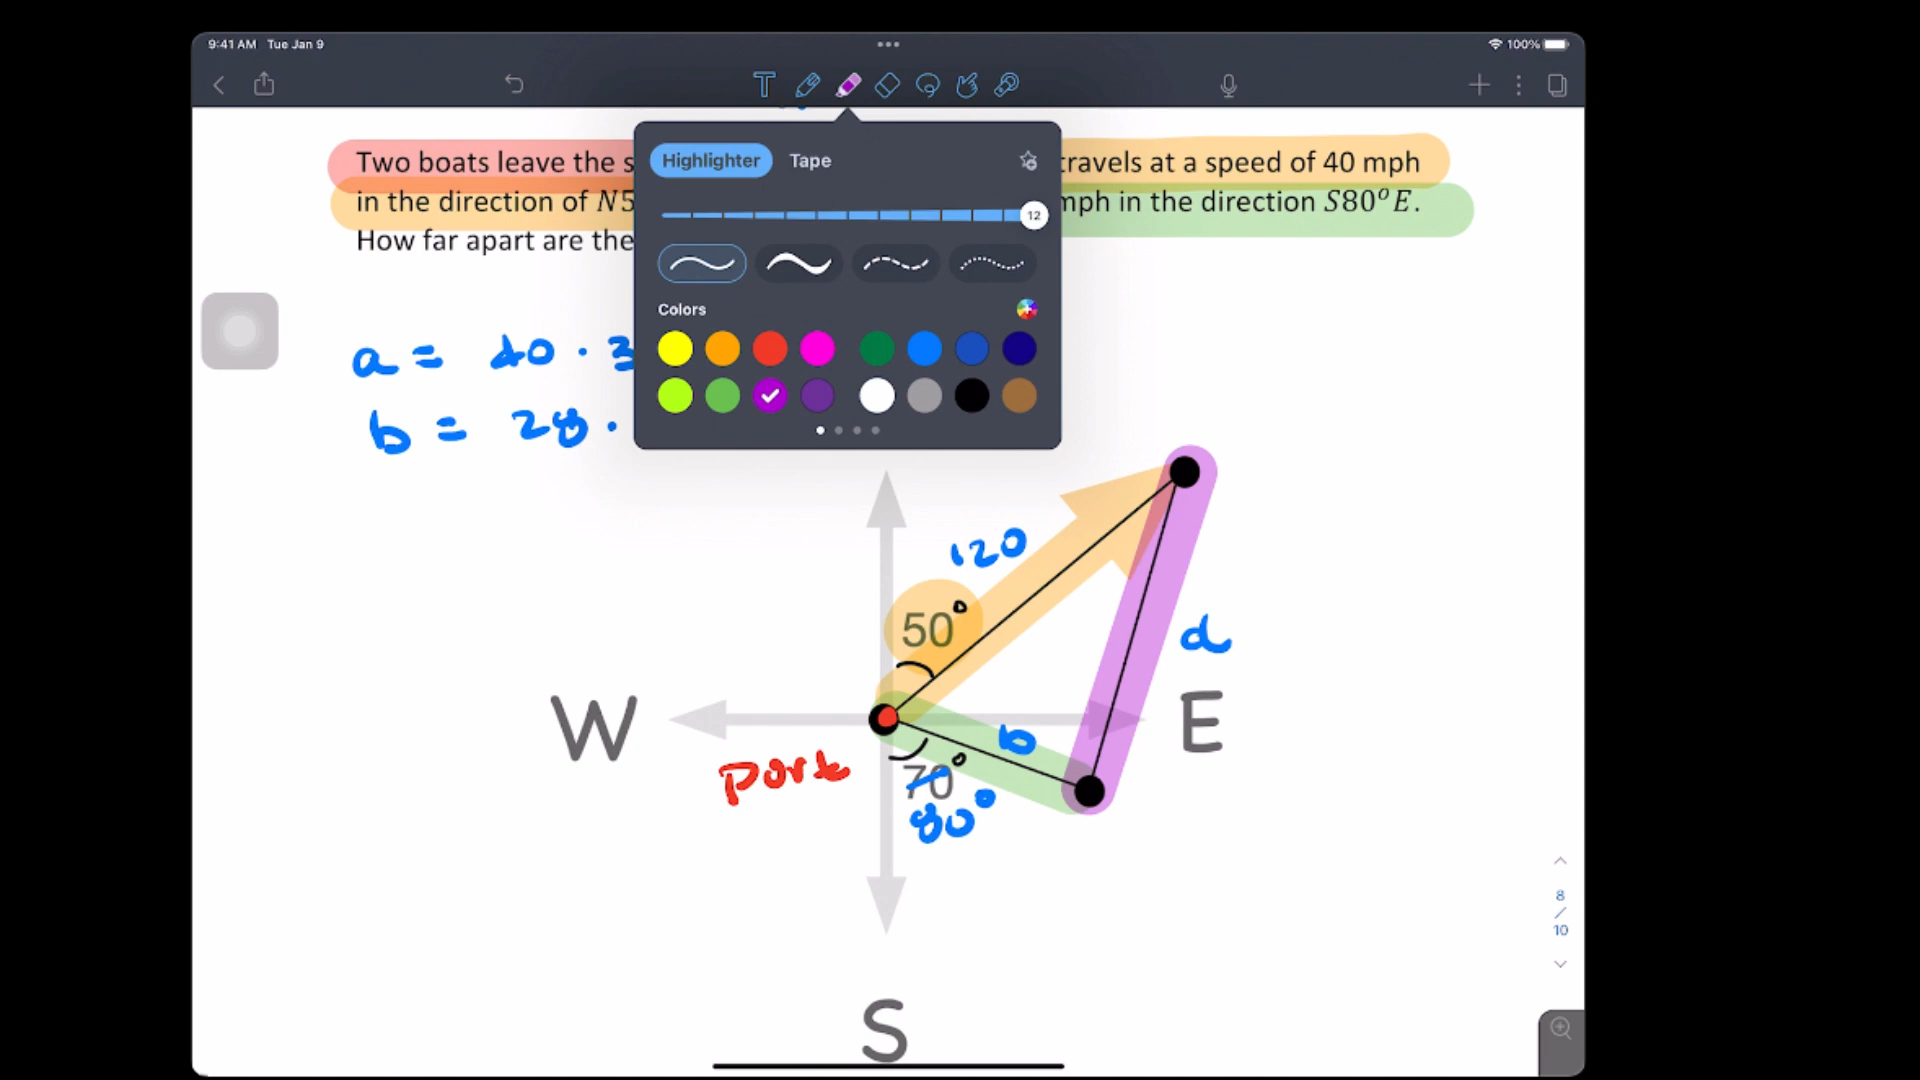 9:41 AM Tue Jan 9
100%
T
Highlighter Tape
12
Colors
Two boats leave the s
travels at a speed of 40 mph
in the direction of N5
mph in the direction S80°E.
How far apart are the
a = 40 · 3
b = 28 ·
120
50°
d
W
E
b
Port
70°
80°
S
8
/
10